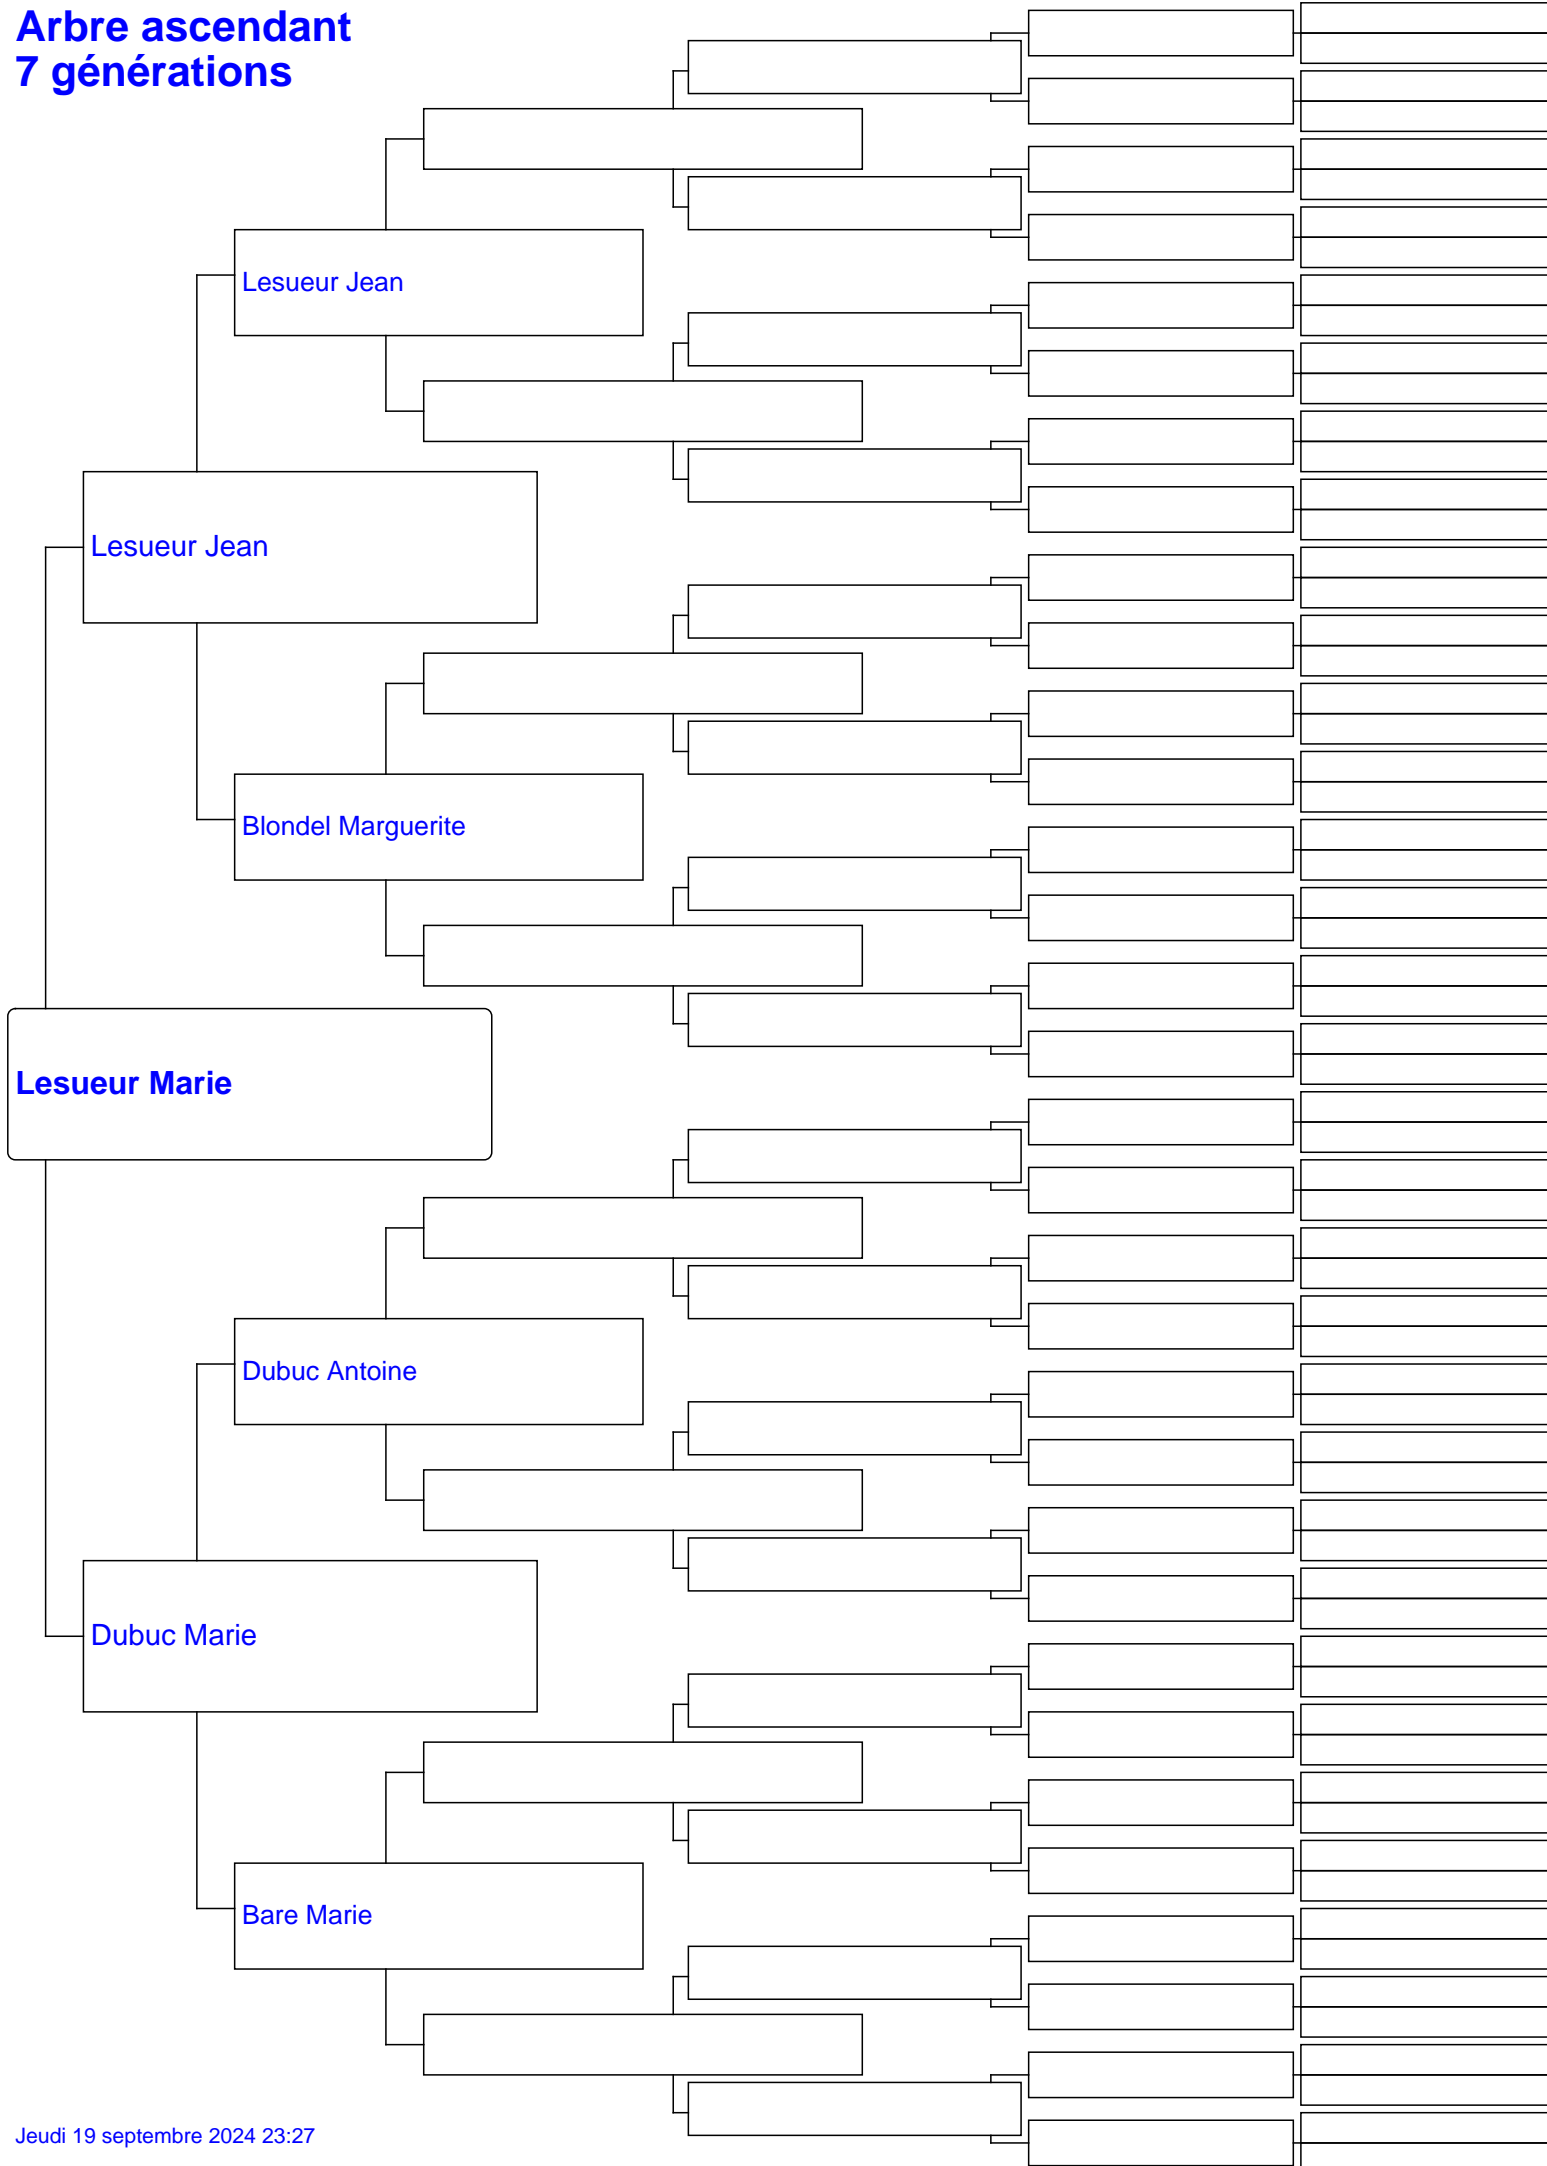 Arbre ascendant
7 générations
Lesueur Jean
Lesueur Jean
Blondel Marguerite
Lesueur Marie
Dubuc Antoine
Dubuc Marie
Bare Marie
Jeudi 19 septembre 2024 23:27